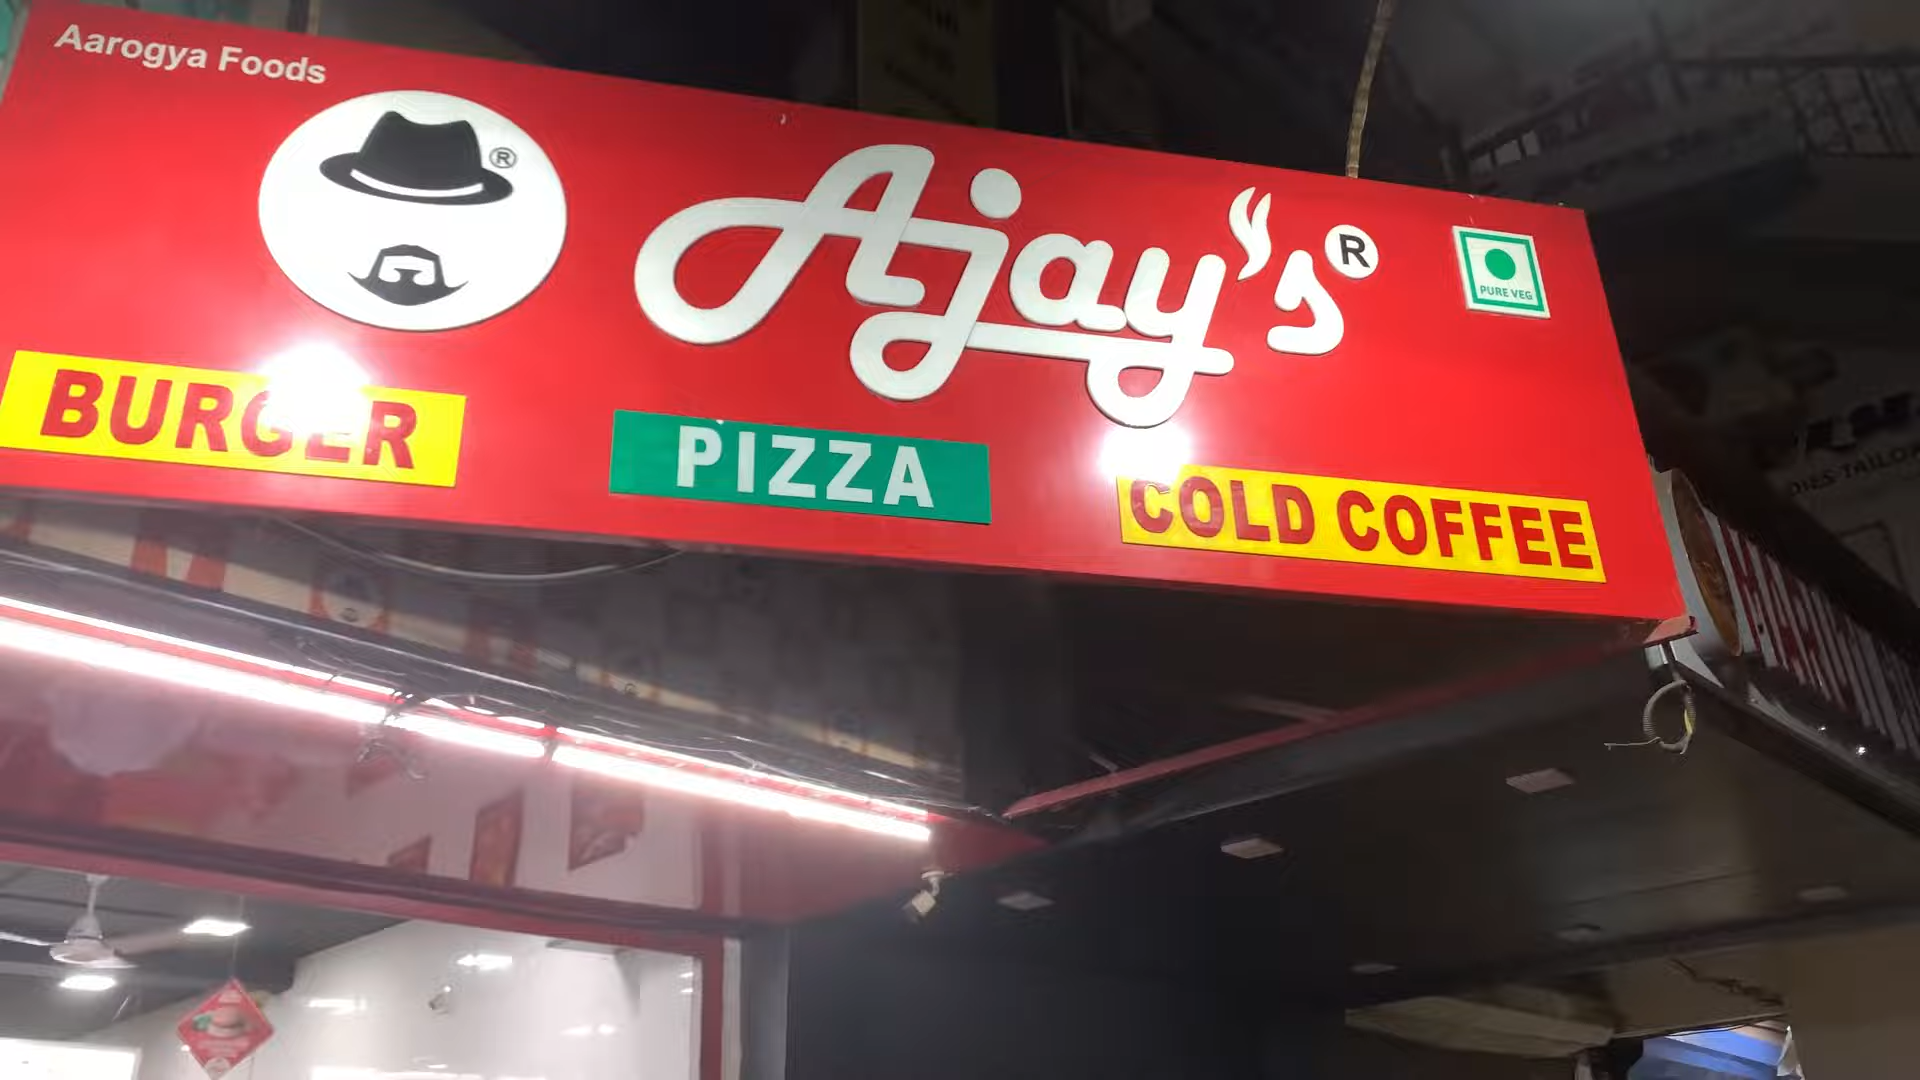 Aarogya Foods
®
Ajay's®
PURE VEG
BURGER
PIZZA
COLD COFFEE